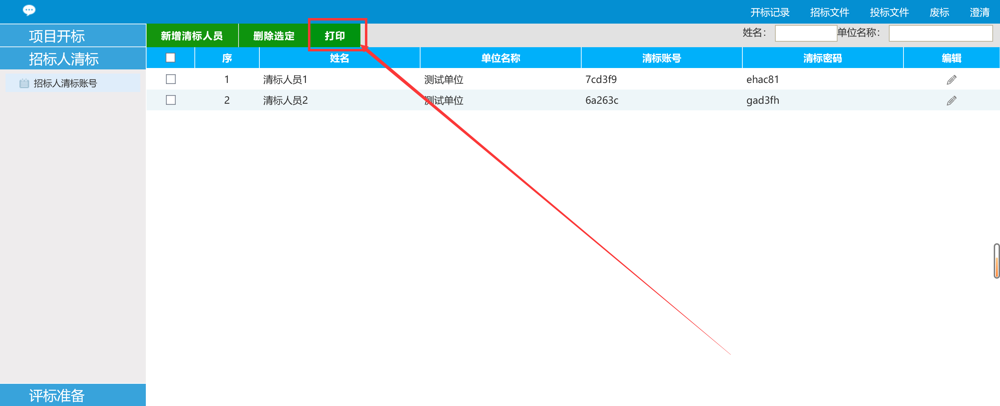 开标记录 招标文件 投标文件 废标 澄清
项目开标
招标人清标
招标人清标账号
评标准备
新增清标人员 删除选定 打印 姓名： 单位名称：
序 姓名 单位名称 清标账号 清标密码 编辑
1 清标人员1 测试单位 7cd3f9 ehac81
2 清标人员2 测试单位 6a263c gad3fh